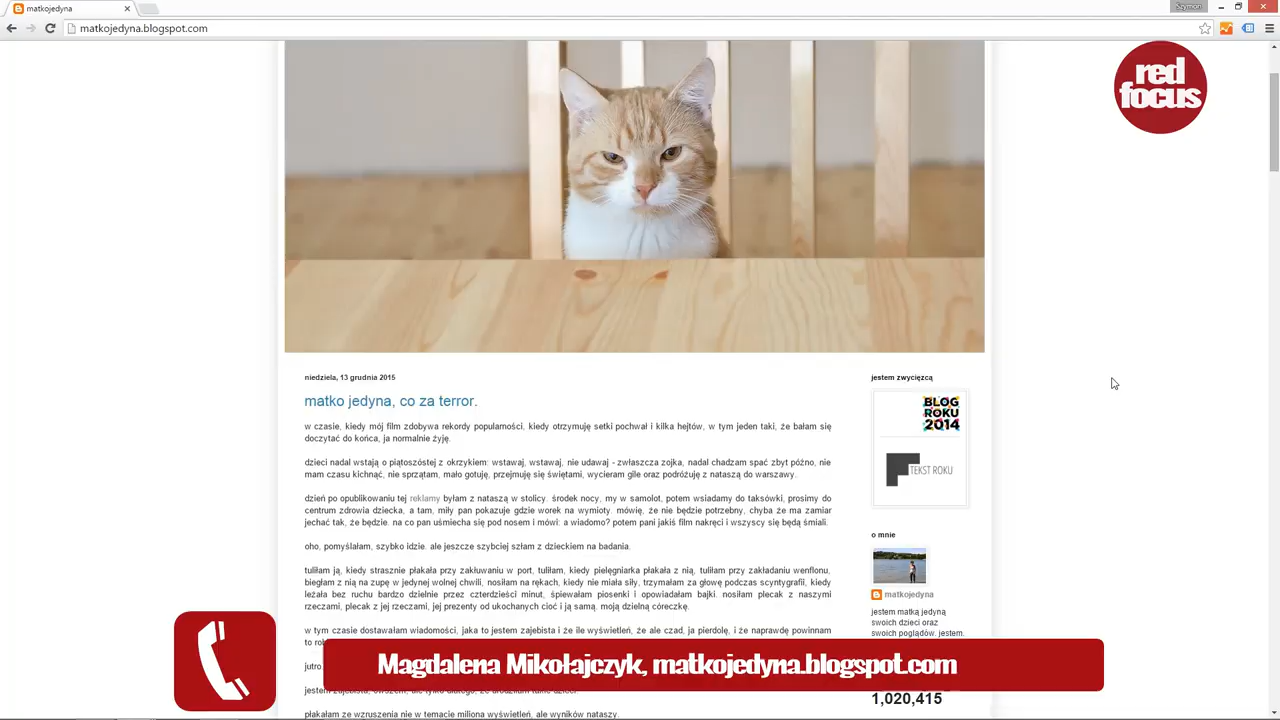 matkojedyna
Szymon
matkojedyna.blogspot.com
red
focus
niedziela, 13 grudnia 2015
matko jedyna, co za terror.
w czasie, kiedy mój film zdobywa rekordy popularności, kiedy otrzymuję setki pochwał i kilka hejtów, w tym jeden taki, że bałam się
doczytać do końca, ja normalnie żyję.
dzieci nadal wstają o piątoszóstej z okrzykiem: wstawaj, wstawaj, nie udawaj - zwłaszcza zojka, nadal chadzam spać zbyt późno, nie
mam czasu kichnąć, nie sprzątam, mało gotuję, przejmuję się świętami, wycieram gile oraz podróżuję z nataszą do warszawy.
dzień po opublikowaniu tej reklamy byłam z nataszą w stolicy. środek nocy, my w samolot, potem wsiadamy do taksówki, prosimy do
centrum zdrowia dziecka, a tam, miły pan pokazuje gdzie worek na wymioty. mówię, że nie będzie potrzebny, chyba że ma zamiar
jechać tak, że będzie. na co pan uśmiecha się pod nosem i mówi: a wiadomo? potem pani jakiś film nakręci i wszyscy się będą śmiali.
oho, pomyślałam, szybko idzie. ale jeszcze szybciej szłam z dzieckiem na badania.
tuliłam ją, kiedy strasznie płakała przy zakłuwaniu w port, tuliłam, kiedy pielęgniarka płakała z nią, tuliłam przy zakładaniu wenflonu,
biegłam z nią na zupę w jedynej wolnej chwili, nosiłam na rękach, kiedy nie miała siły, trzymałam za głowę podczas scyntygrafii, kiedy
leżała bez ruchu bardzo dzielnie przez czterdzieści minut, śpiewałam piosenki i opowiadałam bajki. nosiłam plecak z naszymi
rzeczami, plecak z jej rzeczami, jej prezenty od ukochanych cioć i ją samą. moją dzielną córeczkę.
w tym czasie dostawałam wiadomości, jaka to jestem zajebista i że ile wyświetleń, że ale czad, ja pierdolę, i że naprawdę powinnam
to
jutro
płakałam ze wzruszenia nie w temacie miliona wyświetleń, ale wyników nataszy.
jestem zwycięzcą
BLOG
ROKU
2014
TEKST ROKU
o mnie
matkojedyna
jestem matką jedyną
swoich dzieci oraz
swoich poglądów. jestem.
1,020,415
Magdalena Mikołajczyk, matkojedyna.blogspot.com